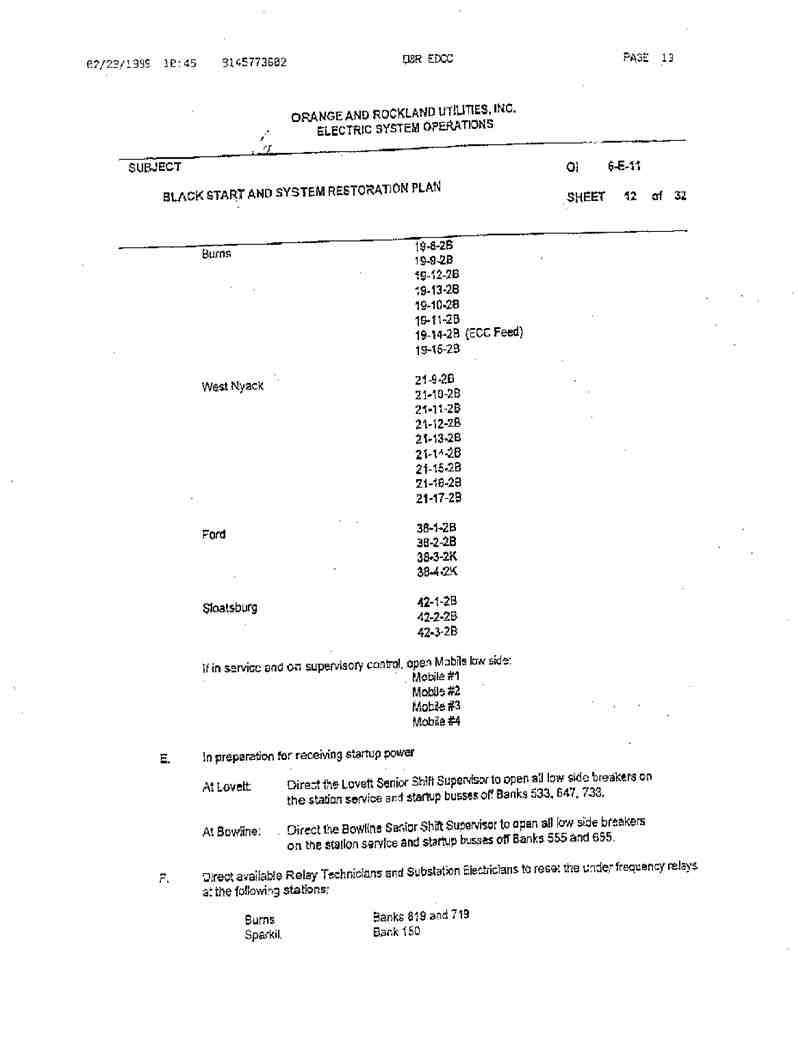 02/23/1999 10:45 9145773602 O&R EDCC PAGE 13
ORANGE AND ROCKLAND UTILITIES, INC.
ELECTRIC SYSTEM OPERATIONS
SUBJECT OI 6-E-11
BLACK START AND SYSTEM RESTORATION PLAN SHEET 12 of 32
Burns 19-8-2B
19-9-2B
19-12-2B
19-13-2B
19-10-2B
19-11-2B
19-14-2B (ECC Feed)
19-15-2B
West Nyack 21-9-2B
21-10-2B
21-11-2B
21-12-2B
21-13-2B
21-14-2B
21-15-2B
21-16-2B
21-17-2B
Ford 38-1-2B
38-2-2B
38-3-2K
38-4-2K
Sloatsburg 42-1-2B
42-2-2B
42-3-2B
If in service and on supervisory control, open Mobile low side:
Mobile #1
Mobile #2
Mobile #3
Mobile #4
E. In preparation for receiving startup power
At Lovett: Direct the Lovett Senior Shift Supervisor to open all low side breakers on
the station service and startup busses off Banks 533, 647, 738.
At Bowline: Direct the Bowline Senior Shift Supervisor to open all low side breakers
on the station service and startup busses off Banks 555 and 655.
F. Direct available Relay Technicians and Substation Electricians to reset the under frequency relays
at the following stations:
Burns Banks 819 and 719
Sparkill Bank 150